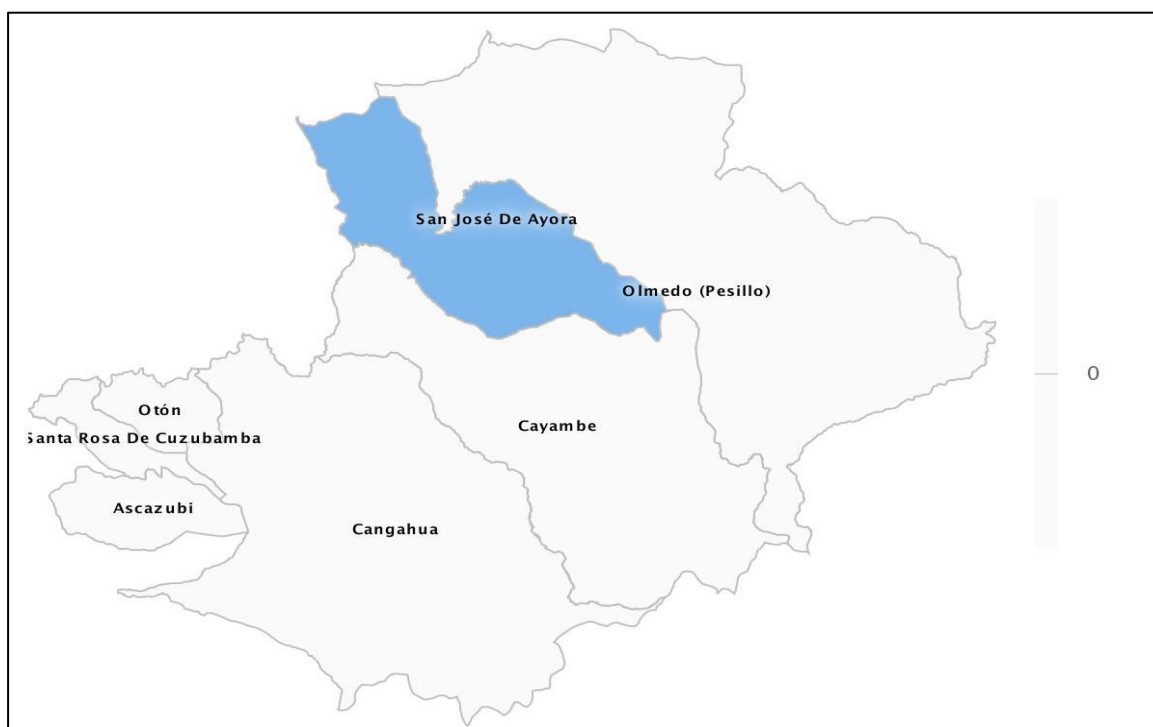 San José De Ayora
Olmedo (Pesillo)
0
Otón
Cayambe
Santa Rosa De Cuzubamba
Ascazubi
Cangahua